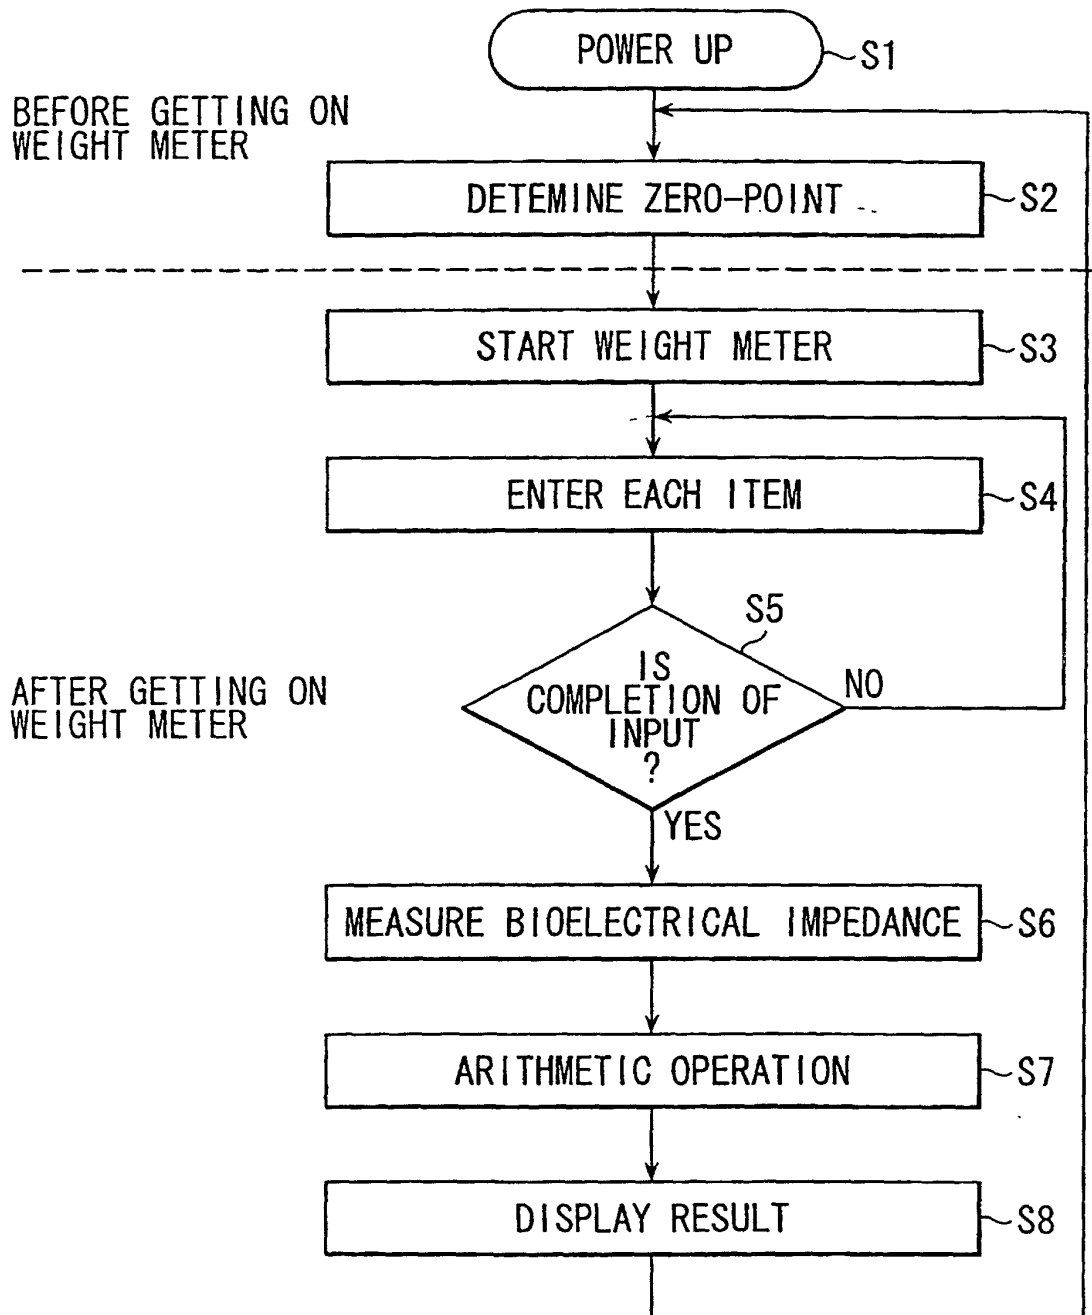 POWER UP
S1
BEFORE GETTING ON
WEIGHT METER
DETEMINE ZERO-POINT
S2
START WEIGHT METER
S3
ENTER EACH ITEM
S4
S5
IS
COMPLETION OF
INPUT
?
NO
AFTER GETTING ON
WEIGHT METER
YES
MEASURE BIOELECTRICAL IMPEDANCE
S6
ARITHMETIC OPERATION
S7
DISPLAY RESULT
S8